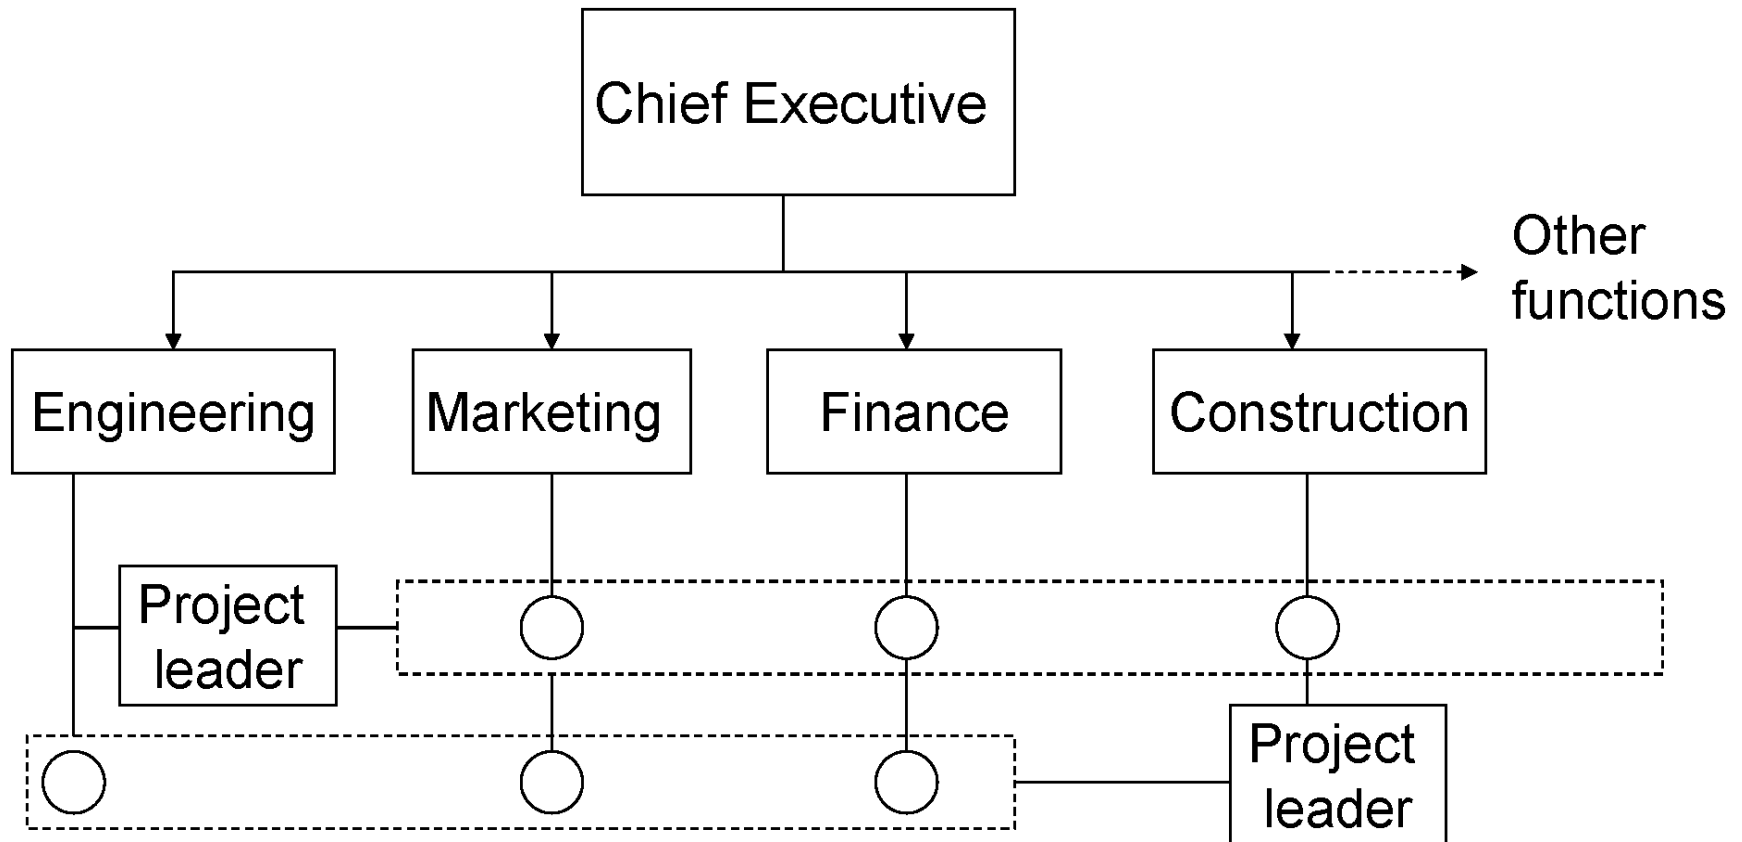 Chief Executive
Other
functions
Engineering
Marketing
Finance
Construction
Project
leader
Project
leader